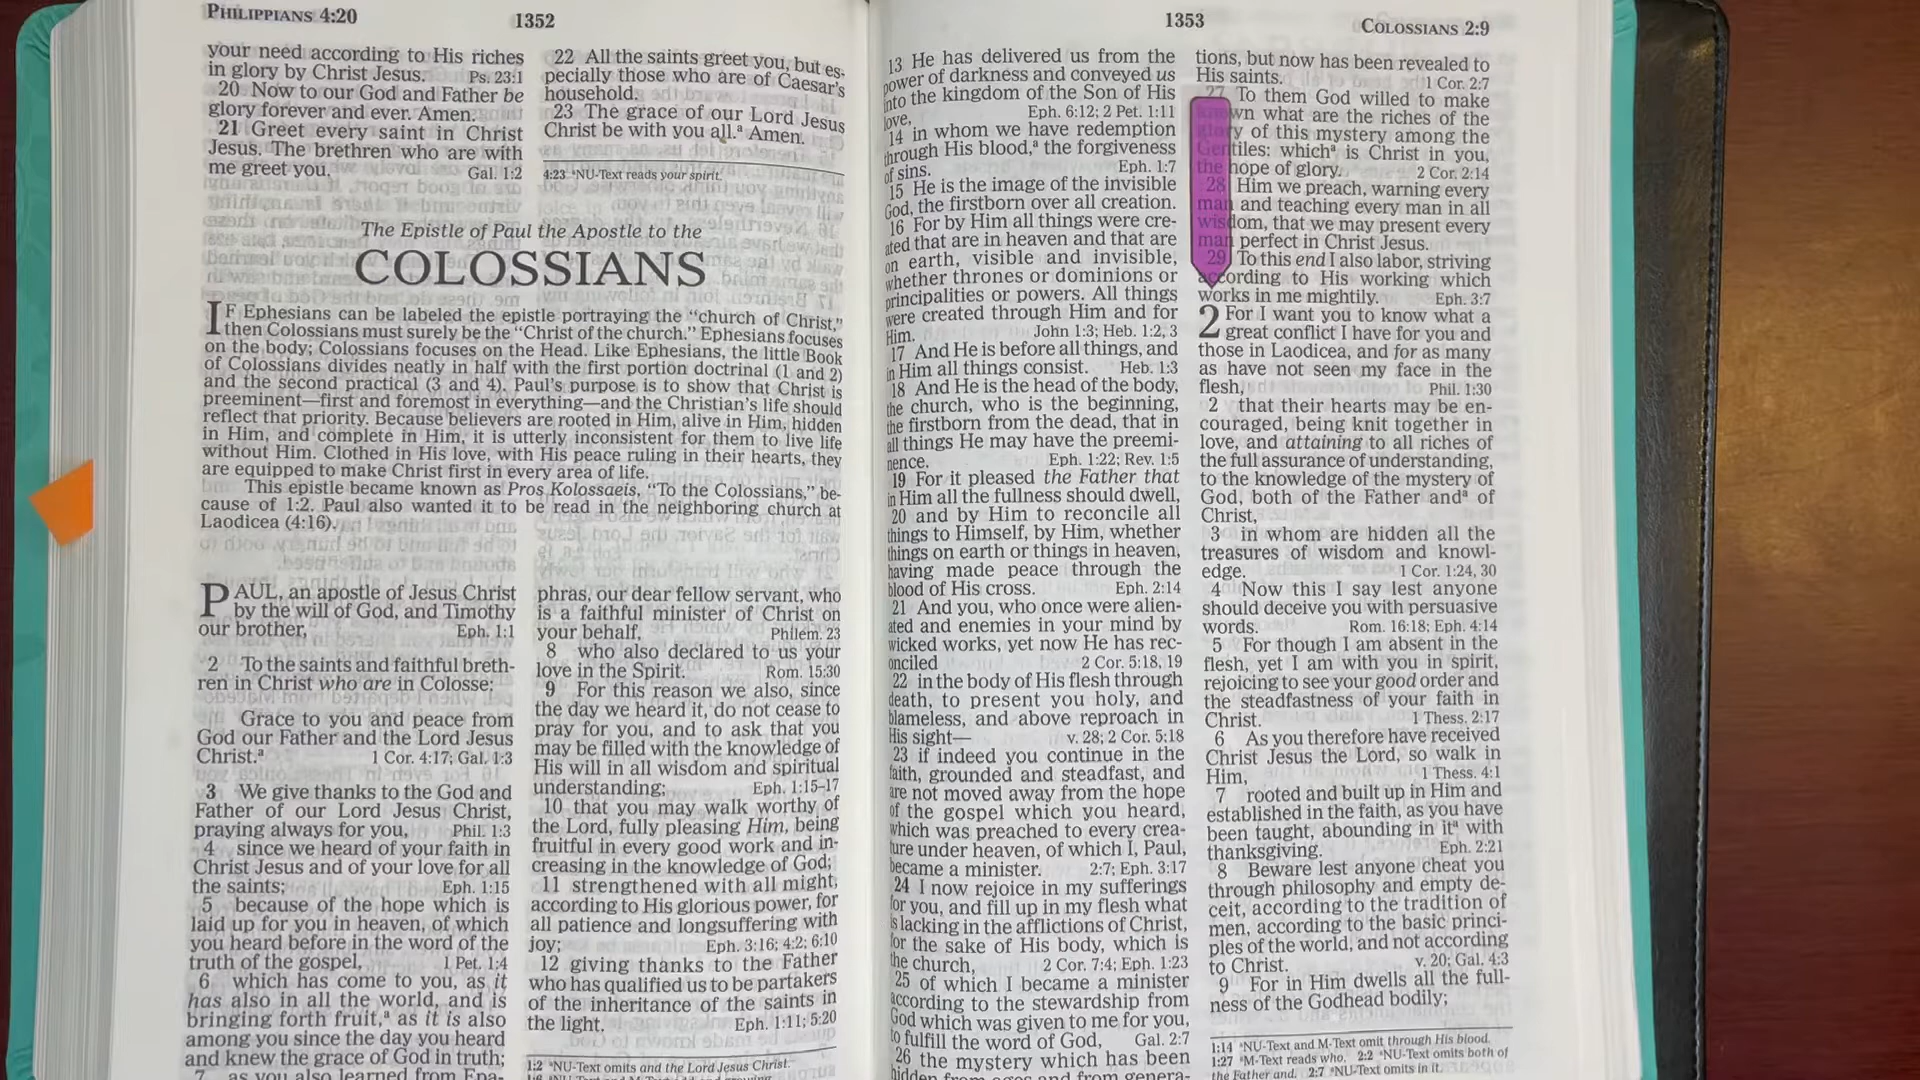 PHILIPPIANS 4:20
1352
your need according to His riches
in glory by Christ Jesus. Ps. 23:1
20 Now to our God and Father be
glory forever and ever. Amen.
21 Greet every saint in Christ
Jesus. The brethren who are with
me greet you. Gal. 1:2
22 All the saints greet you, but es-
pecially those who are of Caesar's
household.
23 The grace of our Lord Jesus
Christ be with you all.a Amen.
4:23 aNU-Text reads your spirit.
The Epistle of Paul the Apostle to the
COLOSSIANS
IF Ephesians can be labeled the epistle portraying the “church of Christ,”
then Colossians must surely be the “Christ of the church.” Ephesians focuses
on the body; Colossians focuses on the Head. Like Ephesians, the little Book
of Colossians divides neatly in half with the first portion doctrinal (1 and 2)
and the second practical (3 and 4). Paul's purpose is to show that Christ is
preeminent—first and foremost in everything—and the Christian's life should
reflect that priority. Because believers are rooted in Him, alive in Him, hidden
in Him, and complete in Him, it is utterly inconsistent for them to live life
without Him. Clothed in His love, with His peace ruling in their hearts, they
are equipped to make Christ first in every area of life.
This epistle became known as Pros Kolossaeis, “To the Colossians,” be-
cause of 1:2. Paul also wanted it to be read in the neighboring church at
Laodicea (4:16).
PAUL, an apostle of Jesus Christ
by the will of God, and Timothy
our brother, Eph. 1:1
2 To the saints and faithful breth-
ren in Christ who are in Colosse:
Grace to you and peace from
God our Father and the Lord Jesus
Christ.a 1 Cor. 4:17; Gal. 1:3
3 We give thanks to the God and
Father of our Lord Jesus Christ,
praying always for you, Phil. 1:3
4 since we heard of your faith in
Christ Jesus and of your love for all
the saints; Eph. 1:15
5 because of the hope which is
laid up for you in heaven, of which
you heard before in the word of the
truth of the gospel, 1 Pet. 1:4
6 which has come to you, as it
has also in all the world, and is
bringing forth fruit,a as it is also
among you since the day you heard
and knew the grace of God in truth;
7 as you also learned from Epa-
phras, our dear fellow servant, who
is a faithful minister of Christ on
your behalf, Philem. 23
8 who also declared to us your
love in the Spirit. Rom. 15:30
9 For this reason we also, since
the day we heard it, do not cease to
pray for you, and to ask that you
may be filled with the knowledge of
His will in all wisdom and spiritual
understanding; Eph. 1:15–17
10 that you may walk worthy of
the Lord, fully pleasing Him, being
fruitful in every good work and in-
creasing in the knowledge of God;
11 strengthened with all might,
according to His glorious power, for
all patience and longsuffering with
joy; Eph. 3:16; 4:2; 6:10
12 giving thanks to the Father
who has qualified us to be partakers
of the inheritance of the saints in
the light. Eph. 1:11; 5:20
1:2 aNU-Text omits and the Lord Jesus Christ.
1353
COLOSSIANS 2:9
13 He has delivered us from the
power of darkness and conveyed us
into the kingdom of the Son of His
love, Eph. 6:12; 2 Pet. 1:11
14 in whom we have redemption
through His blood,a the forgiveness
of sins. Eph. 1:7
15 He is the image of the invisible
God, the firstborn over all creation.
16 For by Him all things were cre-
ated that are in heaven and that are
on earth, visible and invisible,
whether thrones or dominions or
principalities or powers. All things
were created through Him and for
Him. John 1:3; Heb. 1:2, 3
17 And He is before all things, and
in Him all things consist. Heb. 1:3
18 And He is the head of the body,
the church, who is the beginning,
the firstborn from the dead, that in
all things He may have the preemi-
nence. Eph. 1:22; Rev. 1:5
19 For it pleased the Father that
in Him all the fullness should dwell,
20 and by Him to reconcile all
things to Himself, by Him, whether
things on earth or things in heaven,
having made peace through the
blood of His cross. Eph. 2:14
21 And you, who once were alien-
ated and enemies in your mind by
wicked works, yet now He has rec-
onciled 2 Cor. 5:18, 19
22 in the body of His flesh through
death, to present you holy, and
blameless, and above reproach in
His sight— v. 28; 2 Cor. 5:18
23 if indeed you continue in the
faith, grounded and steadfast, and
are not moved away from the hope
of the gospel which you heard,
which was preached to every crea-
ture under heaven, of which I, Paul,
became a minister. 2:7; Eph. 3:17
24 I now rejoice in my sufferings
for you, and fill up in my flesh what
is lacking in the afflictions of Christ,
for the sake of His body, which is
the church, 2 Cor. 7:4; Eph. 1:23
25 of which I became a minister
according to the stewardship from
God which was given to me for you,
to fulfill the word of God, Gal. 2:7
26 the mystery which has been
hidden from ages and from genera-
tions, but now has been revealed to
His saints. 1 Cor. 2:7
27 To them God willed to make
known what are the riches of the
glory of this mystery among the
Gentiles: whicha is Christ in you,
the hope of glory. 2 Cor. 2:14
28 Him we preach, warning every
man and teaching every man in all
wisdom, that we may present every
man perfect in Christ Jesus.
29 To this end I also labor, striving
according to His working which
works in me mightily. Eph. 3:7
2 For I want you to know what a
great conflict I have for you and
those in Laodicea, and for as many
as have not seen my face in the
flesh, Phil. 1:30
2 that their hearts may be en-
couraged, being knit together in
love, and attaining to all riches of
the full assurance of understanding,
to the knowledge of the mystery of
God, both of the Father anda of
Christ,
3 in whom are hidden all the
treasures of wisdom and knowl-
edge. 1 Cor. 1:24, 30
4 Now this I say lest anyone
should deceive you with persuasive
words. Rom. 16:18; Eph. 4:14
5 For though I am absent in the
flesh, yet I am with you in spirit,
rejoicing to see your good order and
the steadfastness of your faith in
Christ. 1 Thess. 2:17
6 As you therefore have received
Christ Jesus the Lord, so walk in
Him, 1 Thess. 4:1
7 rooted and built up in Him and
established in the faith, as you have
been taught, abounding in ita with
thanksgiving. Eph. 2:21
8 Beware lest anyone cheat you
through philosophy and empty de-
ceit, according to the tradition of
men, according to the basic princi-
ples of the world, and not according
to Christ. v. 20; Gal. 4:3
9 For in Him dwells all the full-
ness of the Godhead bodily;
1:14 aNU-Text and M-Text omit through His blood.
1:27 aM-Text reads who. 2:2 aNU-Text omits both of
the Father and. 2:7 aNU-Text omits in it.